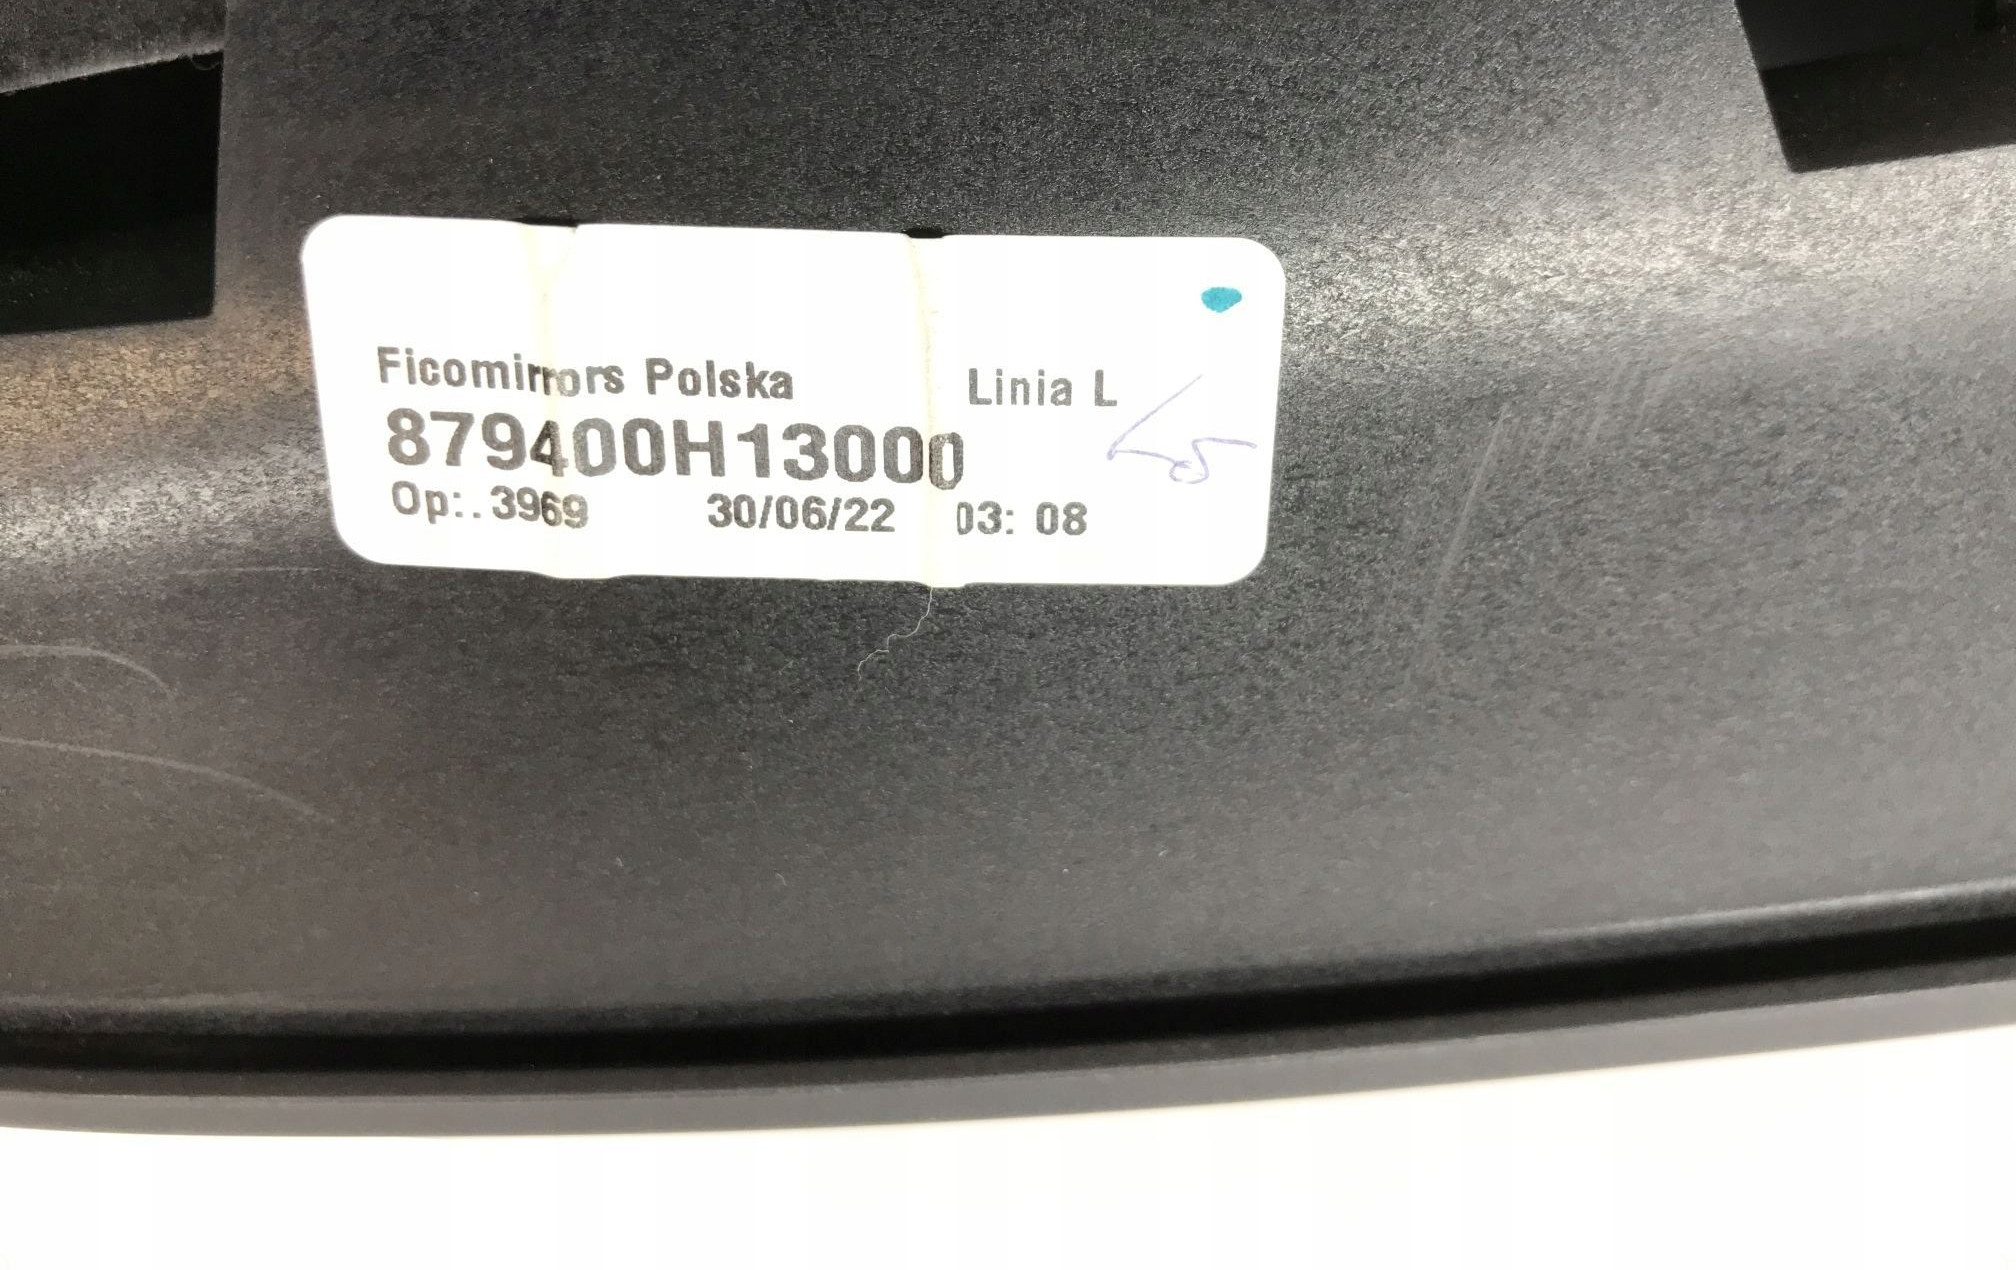 Ficomirrors Polska Linia L
879400H13000
Op:. 3969 30/06/22 03: 08